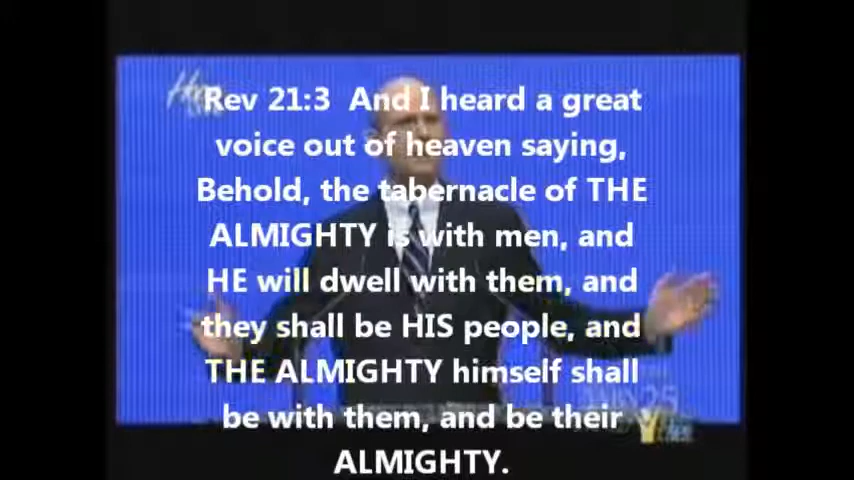 Rev 21:3 And I heard a great
voice out of heaven saying,
Behold, the tabernacle of THE
ALMIGHTY is with men, and
HE will dwell with them, and
they shall be HIS people, and
THE ALMIGHTY himself shall
be with them, and be their
ALMIGHTY.